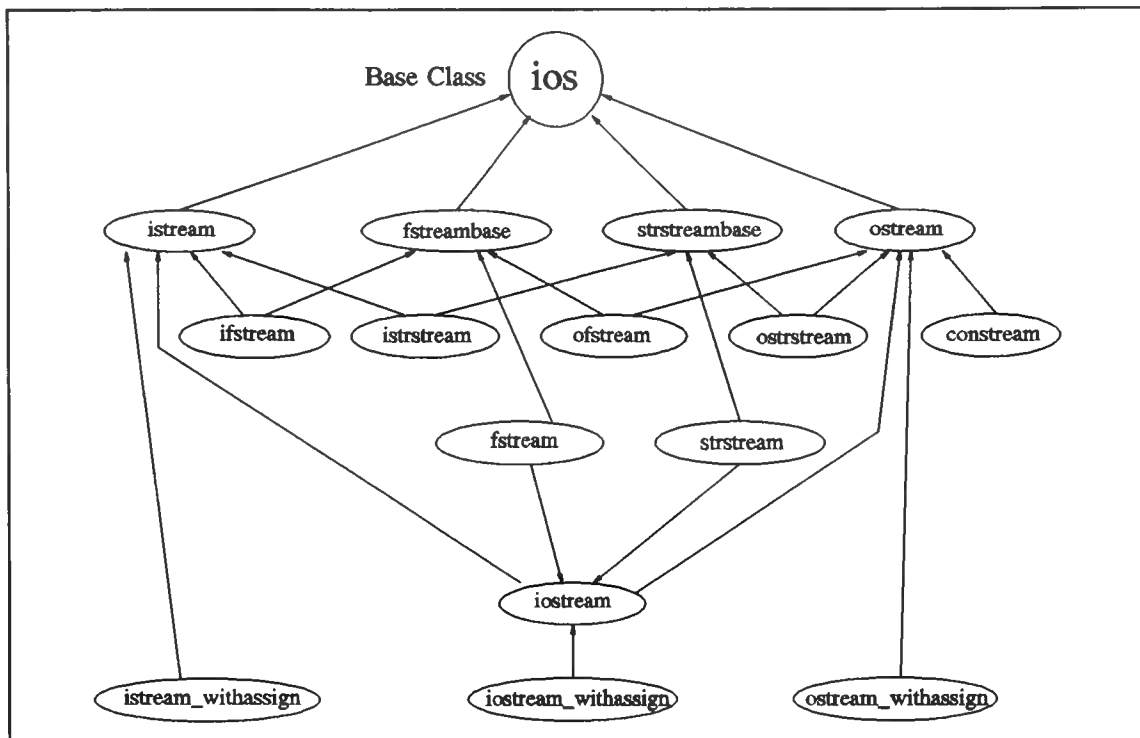 Base Class
ios
istream
fstreambase
strstreambase
ostream
ifstream
istrstream
ofstream
ostrstream
constream
fstream
strstream
iostream
istream_withassign
iostream_withassign
ostream_withassign